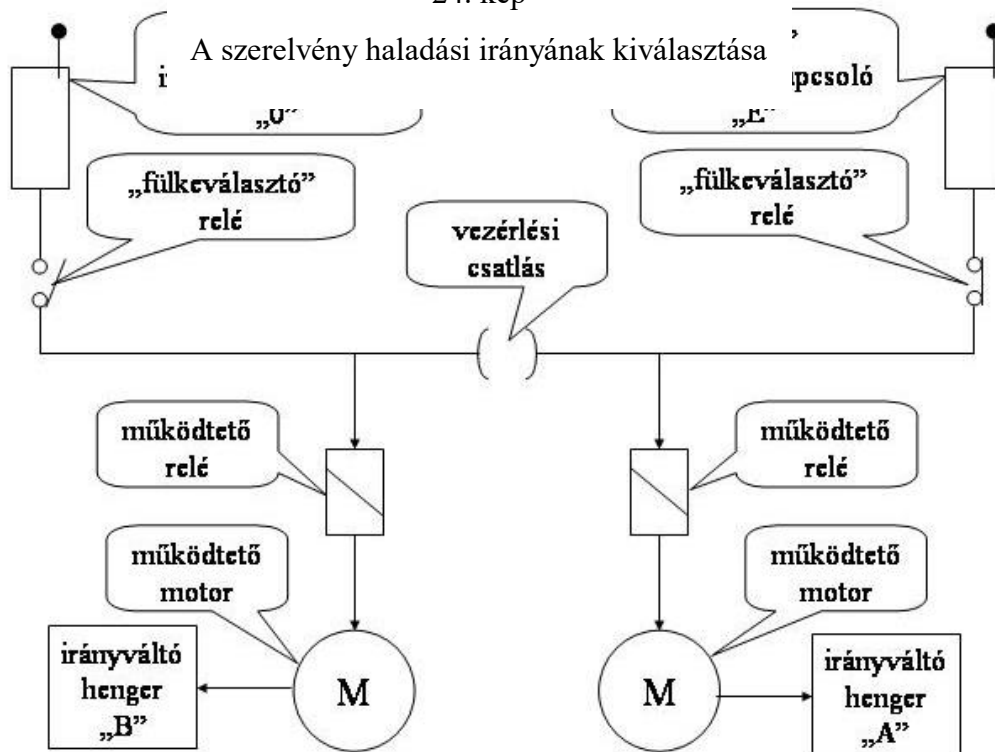 A szerelvény haladási irányának kiválasztása
„0”
„E”
„fülkeválasztó”
relé
„fülkeválasztó”
relé
vezérlési
csatlás
működtető
relé
működtető
relé
működtető
motor
működtető
motor
irányváltó
henger
„B”
M
M
irányváltó
henger
„A”